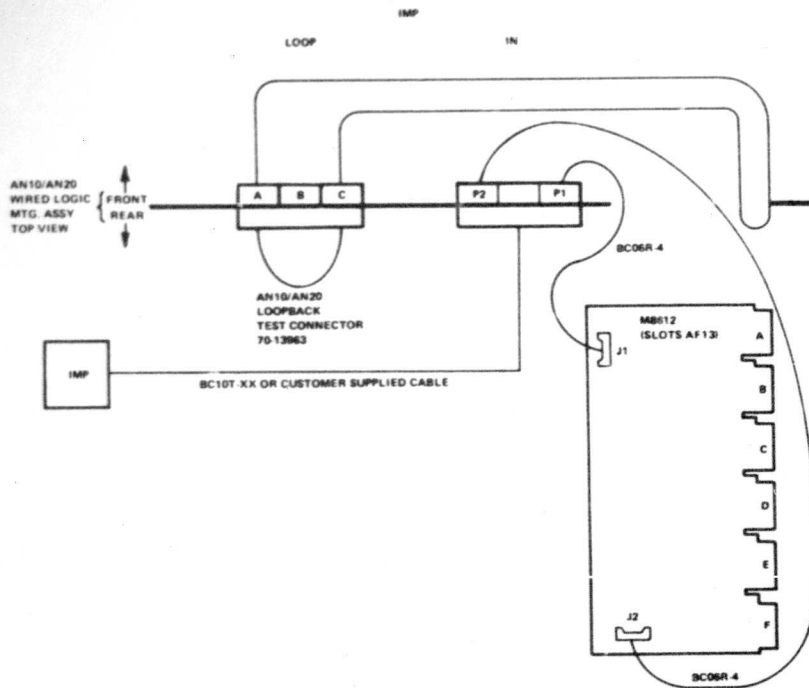 IMP
LOOP IN
AN10/AN20
WIRED LOGIC
MTG. ASSY
TOP VIEW
FRONT
REAR
A B C
P2 P1
BC06R-4
AN10/AN20
LOOPBACK
TEST CONNECTOR
70-13963
M8612
(SLOTS AF13)
J1
A
B
C
D
E
F
IMP
BC10T-XX OR CUSTOMER SUPPLIED CABLE
J2
BC06R-4